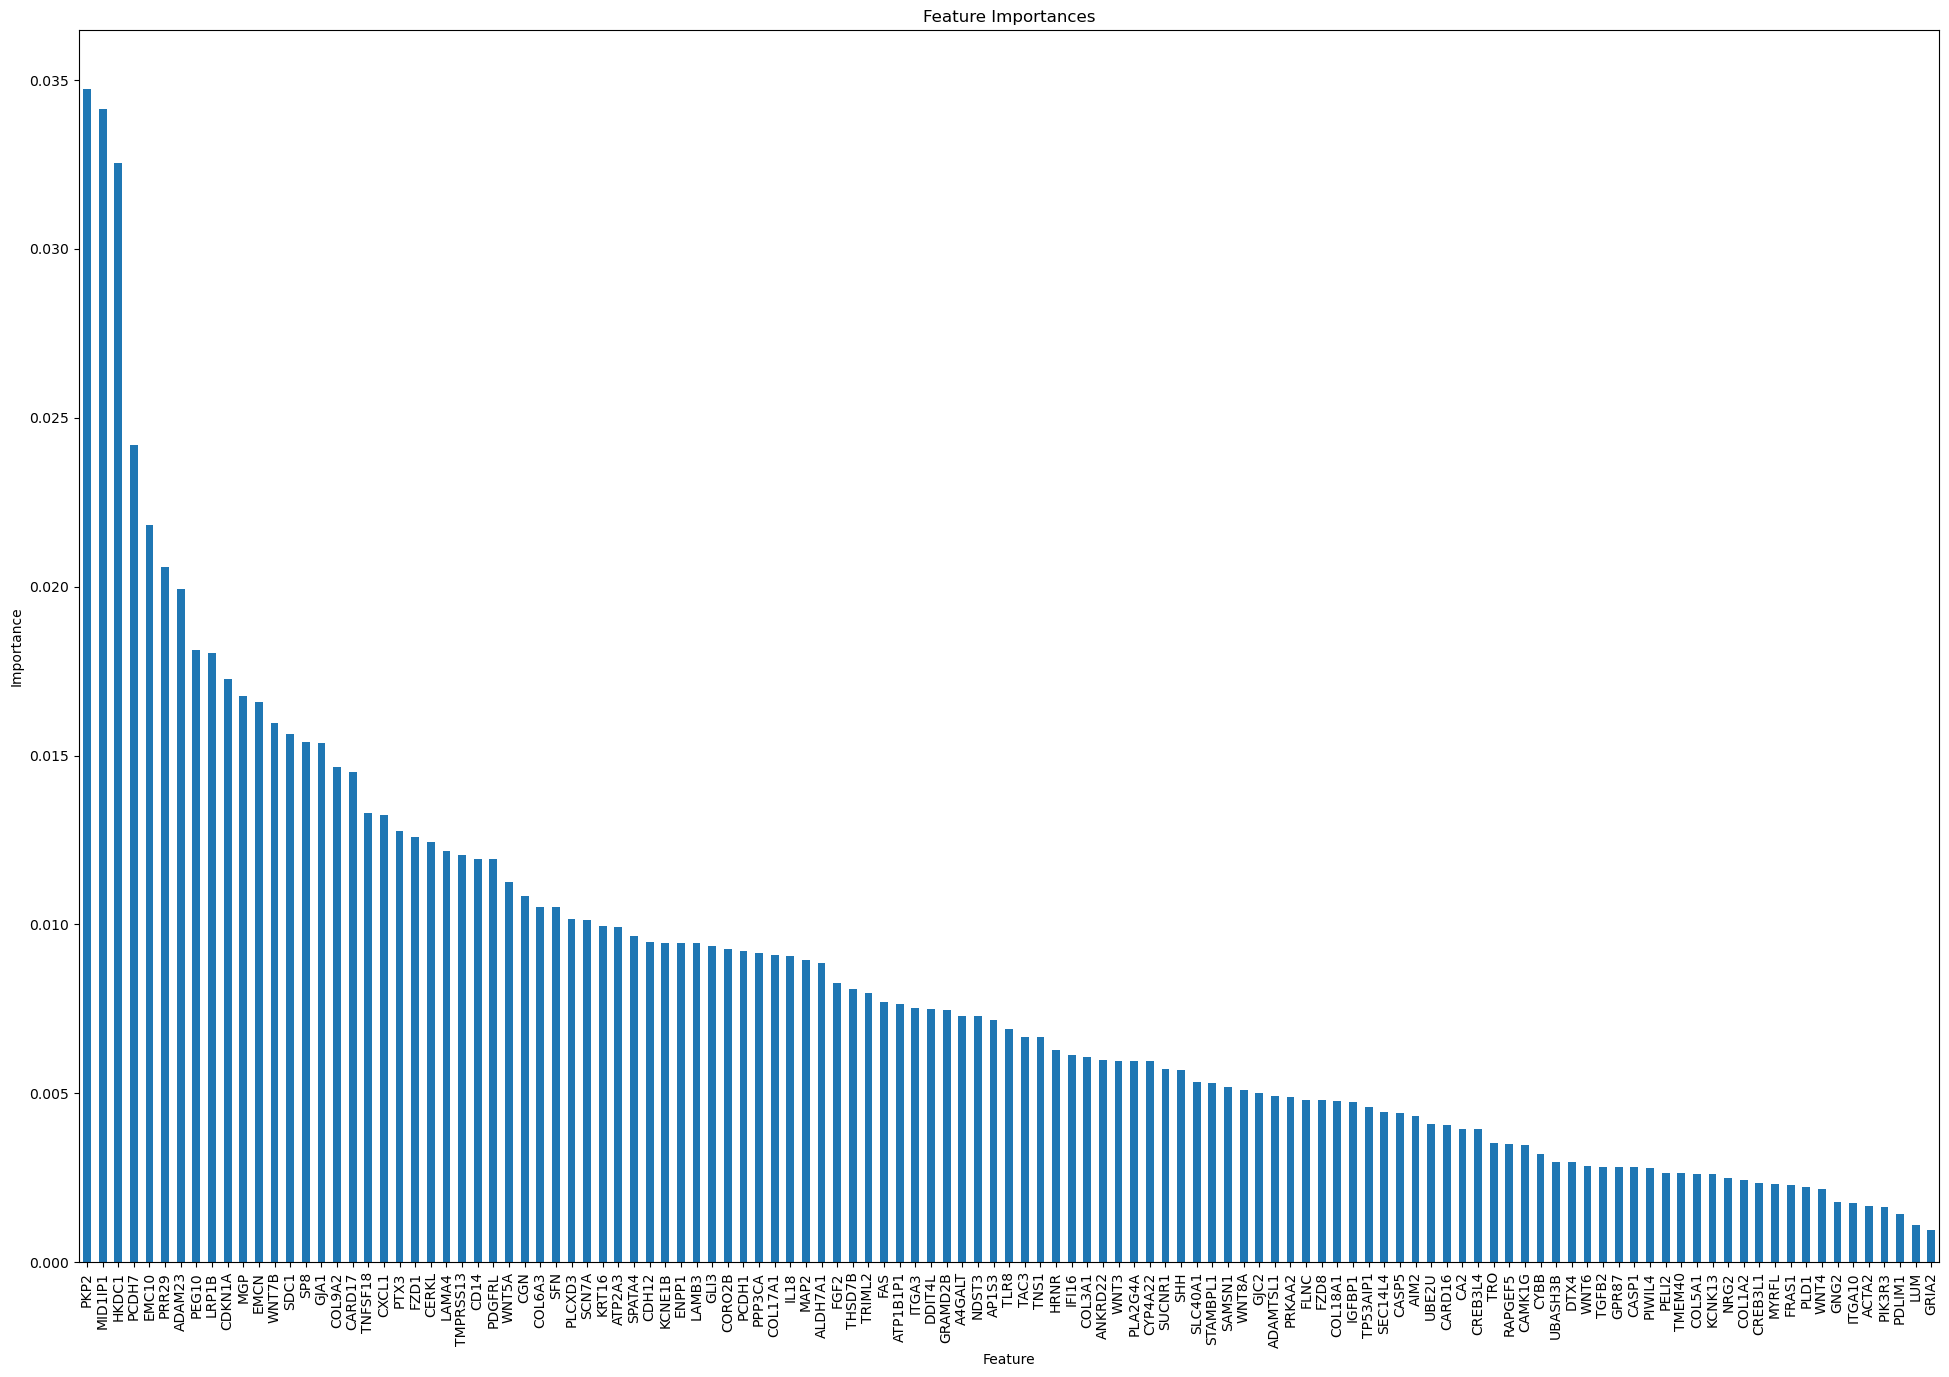 Feature Importances
0.035
0.030
0.025
0.020
0.015
0.010
0.005
0.000
Importance
PKP2
MID1IP1
HKDC1
PCDH7
EMC10
PRR29
ADAM23
PEG10
LRP1B
CDKN1A
MGP
EMCN
WNT7B
SDC1
SP8
GJA1
COL9A2
CARD17
TNFSF18
CXCL1
PTX3
FZD1
CERKL
LAMA4
TMPRSS13
CD14
PDGFRL
WNT5A
CGN
COL6A3
SFN
PLCXD3
SCN7A
KRT16
ATP2A3
SPATA4
CDH12
KCNE1B
ENPP1
LAMB3
GLI3
CORO2B
PCDH1
PPP3CA
COL17A1
IL18
MAP2
ALDH7A1
FGF2
THSD7B
TRIML2
FAS
ATP1B1P1
ITGA3
DDIT4L
GRAMD2B
A4GALT
NDST3
AP1S3
TLR8
TAC3
TNS1
HRNR
IFI16
COL3A1
ANKRD22
WNT3
PLA2G4A
CYP4A22
SUCNR1
SHH
SLC40A1
STAMBPL1
SAMSN1
WNT8A
GJC2
ADAMTSL1
PRKAA2
FLNC
FZD8
COL18A1
IGFBP1
TP53AIP1
SEC14L4
CASP5
AIM2
UBE2U
CARD16
CA2
CREB3L4
TRO
RAPGEF5
CAMK1G
CYBB
UBASH3B
DTX4
WNT6
TGFB2
GPR87
CASP1
PIWIL4
PELI2
TMEM40
COL5A1
KCNK13
NRG2
COL1A2
CREB3L1
MYRFL
FRAS1
PLD1
WNT4
GNG2
ITGA10
ACTA2
PIK3R3
PDLIM1
LUM
GRIA2
Feature